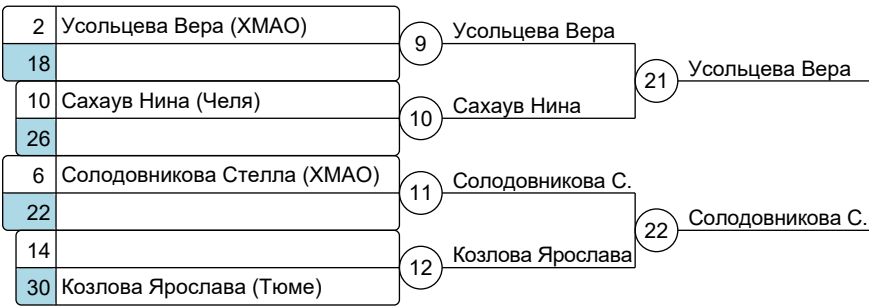 2 Усольцева Вера (ХМАО)
18
9 Усольцева Вера
21 Усольцева Вера
10 Сахаув Нина (Челя)
26
10 Сахаув Нина
6 Солодовникова Стелла (ХМАО)
22
11 Солодовникова С.
22 Солодовникова С.
14
30 Козлова Ярослава (Тюме)
12 Козлова Ярослава